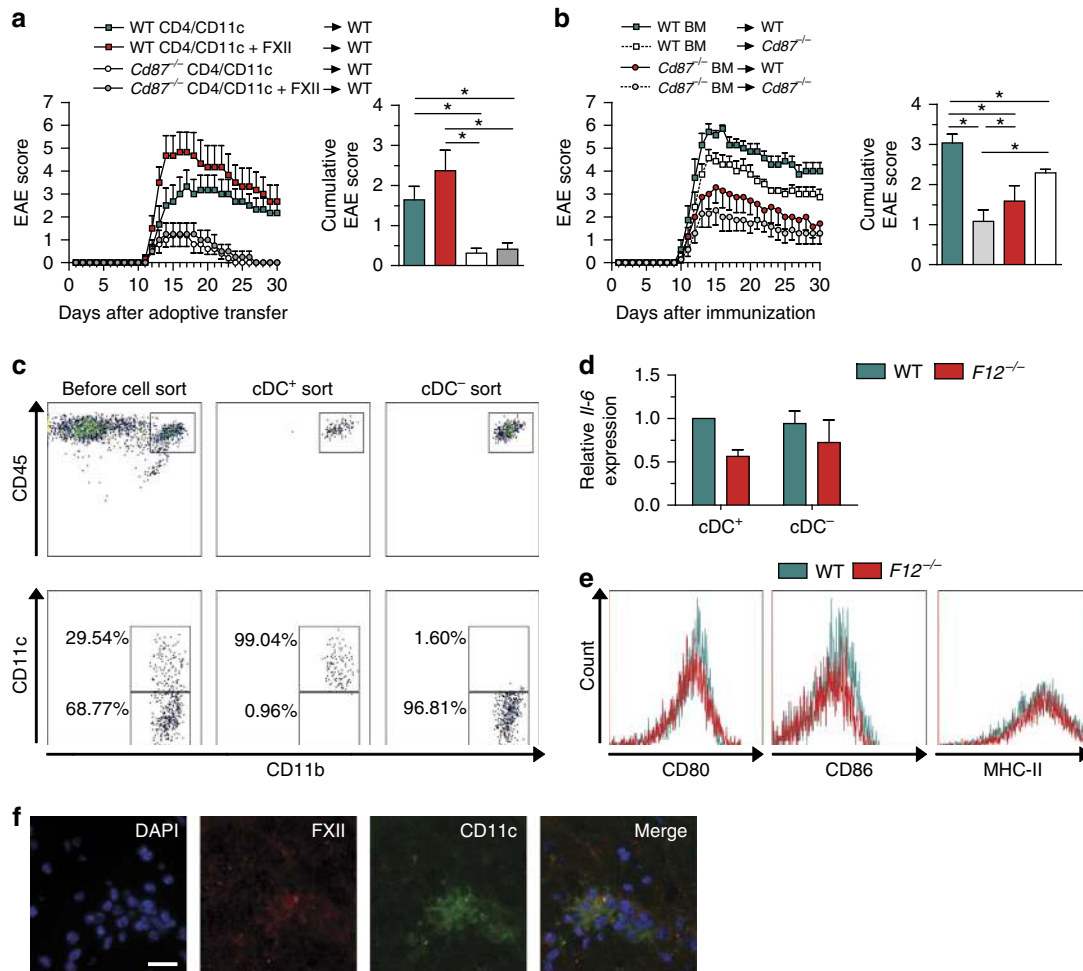 a
WT CD4/CD11c → WT
WT CD4/CD11c + FXII → WT
Cd87−/− CD4/CD11c → WT
Cd87−/− CD4/CD11c + FXII → WT
EAE score
7
6
5
4
3
2
1
0
0 5 10 15 20 25 30
Days after adoptive transfer
Cumulative
EAE score
4
3
2
1
0
*
*
*
*
b
WT BM → WT
WT BM → Cd87−/−
Cd87−/− BM → WT
Cd87−/− BM → Cd87−/−
EAE score
7
6
5
4
3
2
1
0
0 5 10 15 20 25 30
Days after immunization
Cumulative
EAE score
4
3
2
1
0
*
*
* *
*
c
Before cell sort cDC+ sort cDC− sort
CD45
CD11c
29.54% 99.04% 1.60%
68.77% 0.96% 96.81%
CD11b
d
WT F12−/−
Relative Il-6
expression
1.5
1.0
0.5
0.0
cDC+ cDC−
e
WT F12−/−
Count
CD80 CD86 MHC-II
f
DAPI FXII CD11c Merge